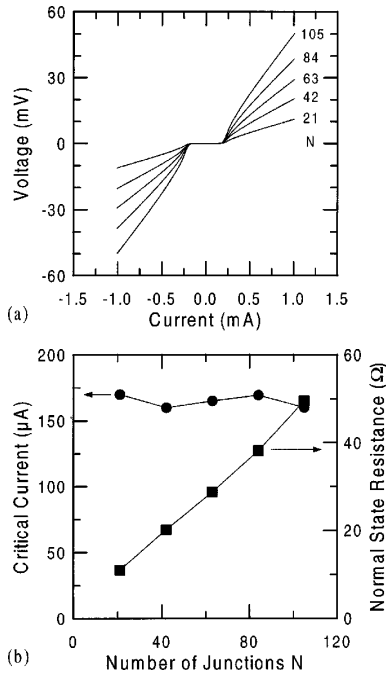 60
30
0
-30
-60
Voltage (mV)
105
84
63
42
21
N
-1.5 -1.0 -0.5 0.0 0.5 1.0 1.5
(a)
Current (mA)
200
150
100
50
0
Critical Current (µA)
60
40
20
0
Normal State Resistance (Ω)
0 40 80 120
(b)
Number of Junctions N